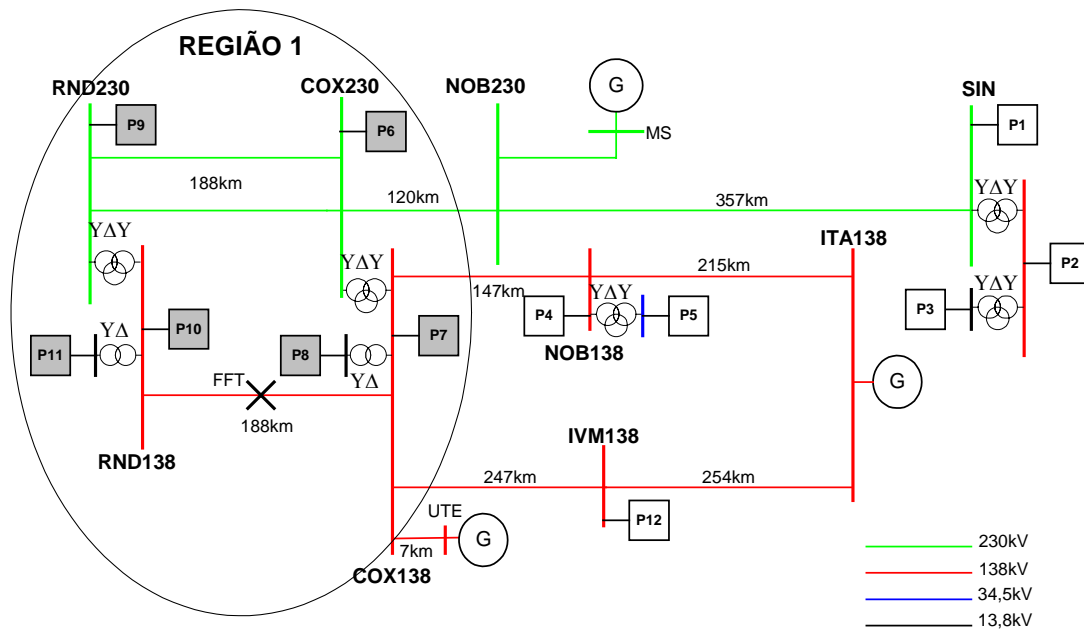 REGIÃO 1
RND230
COX230
NOB230
G
SIN
P9
P6
MS
P1
188km
120km
357km
YΔY
YΔY
YΔY
ITA138
147km
215km
P2
P10
P7
P4
YΔY
P5
P3
YΔY
P11
YΔ
P8
YΔ
NOB138
FFT
188km
G
RND138
IVM138
247km
254km
UTE
P12
G
7km
COX138
230kV
138kV
34,5kV
13,8kV